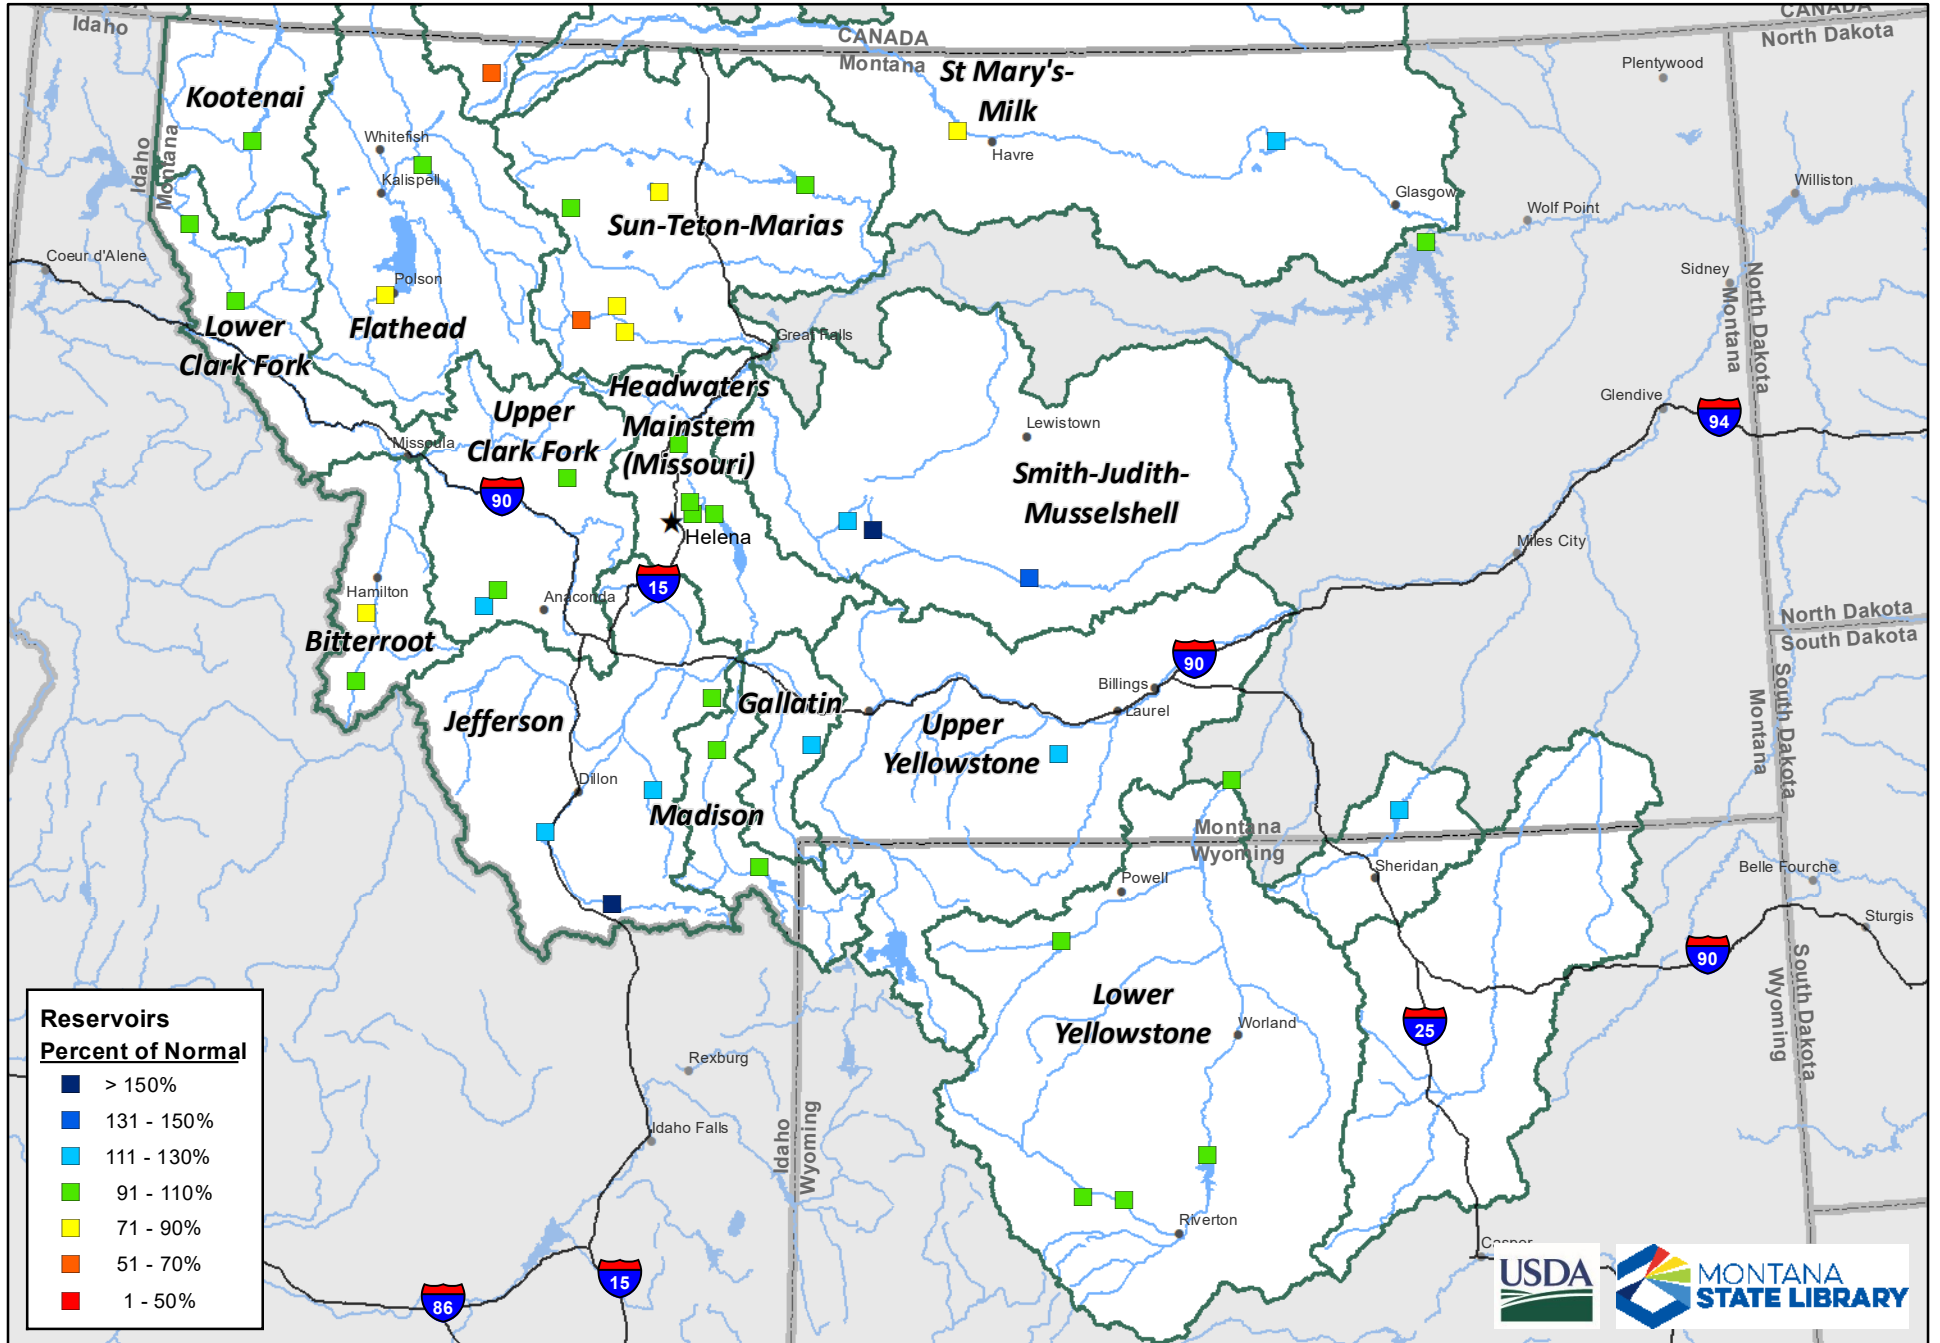 CANADA
Idaho
CANADA
Montana
CANADA
North Dakota
St Mary's-
Milk
Plentywood
Kootenai
Whitefish
Havre
Idaho
Montana
Kalispell
Glasgow
Williston
Wolf Point
Sun-Teton-Marias
Coeur d'Alene
Polson
Sidney
North Dakota
Montana
Lower
Clark Fork
Flathead
Great Falls
Headwaters
Mainstem
(Missouri)
Upper
Clark Fork
Glendive
94
Lewistown
Missoula
Smith-Judith-
Musselshell
90
Helena
Miles City
15
Hamilton
Anaconda
North Dakota
South Dakota
Bitterroot
90
Billings
Laurel
Jefferson
Gallatin
Upper
Yellowstone
South Dakota
Montana
Dillon
Madison
Montana
Wyoming
Sheridan
Powell
Belle Fourche
Sturgis
90
South Dakota
Wyoming
Lower
Yellowstone
Worland
25
Rexburg
Idaho Falls
Idaho
Wyoming
Riverton
Casper
15
86
Reservoirs
Percent of Normal
> 150%
131 - 150%
111 - 130%
91 - 110%
71 - 90%
51 - 70%
1 - 50%
USDA
MONTANA
STATE LIBRARY